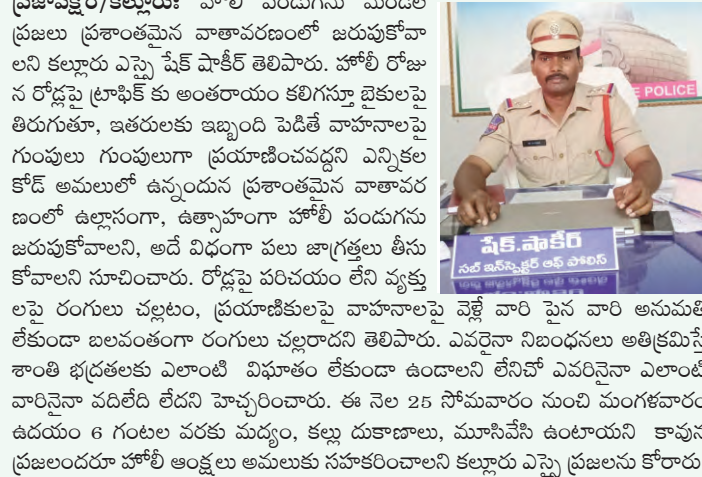 ప్రజాపక్షం/కల్లూరు: హోలీ పండుగను మండల
ప్రజలు ప్రశాంతమైన వాతావరణంలో జరుపుకోవా
లని కల్లూరు ఎస్సై షేక్ షాకీర్ తెలిపారు. హోలీ రోజు
న రోడ్లపై ట్రాఫిక్ కు అంతరాయం కలిగస్తూ బైకులపై
తిరుగుతూ, ఇతరులకు ఇబ్బంది పెడితే వాహనాలపై
గుంపులు గుంపులుగా ప్రయాణించవద్దని ఎన్నికల
కోడ్ అమలులో ఉన్నందున ప్రశాంతమైన వాతావర
ణంలో ఉల్లాసంగా, ఉత్సాహంగా హోలీ పండుగను
జరుపుకోవాలని, అదే విధంగా పలు జాగ్రత్తలు తీసు
కోవాలని సూచించారు. రోడ్లపై పరిచయం లేని వ్యక్తు
లపై రంగులు చల్లటం, ప్రయాణికులపై వాహనాలపై వెళ్లే వారి పైన వారి అనుమతి
లేకుండా బలవంతంగా రంగులు చల్లరాదని తెలిపారు. ఎవరైనా నిబంధనలు అతిక్రమిస్తే
శాంతి భద్రతలకు ఎలాంటి విఘాతం లేకుండా ఉండాలని లేనిచో ఎవరినైనా ఎలాంటి
వారినైనా వదిలేది లేదని హెచ్చరించారు. ఈ నెల 25 సోమవారం నుంచి మంగళవారం
ఉదయం 6 గంటల వరకు మద్యం, కల్లు దుకాణాలు, మూసివేసి ఉంటాయని కావున
ప్రజలందరూ హోలీ ఆంక్షలు అమలుకు సహకరించాలని కల్లూరు ఎస్సై ప్రజలను కోరారు
E POLICE
షేక్.షాకీర్
సబ్ ఇన్‌స్పెక్టర్ ఆఫ్ పోలిస్